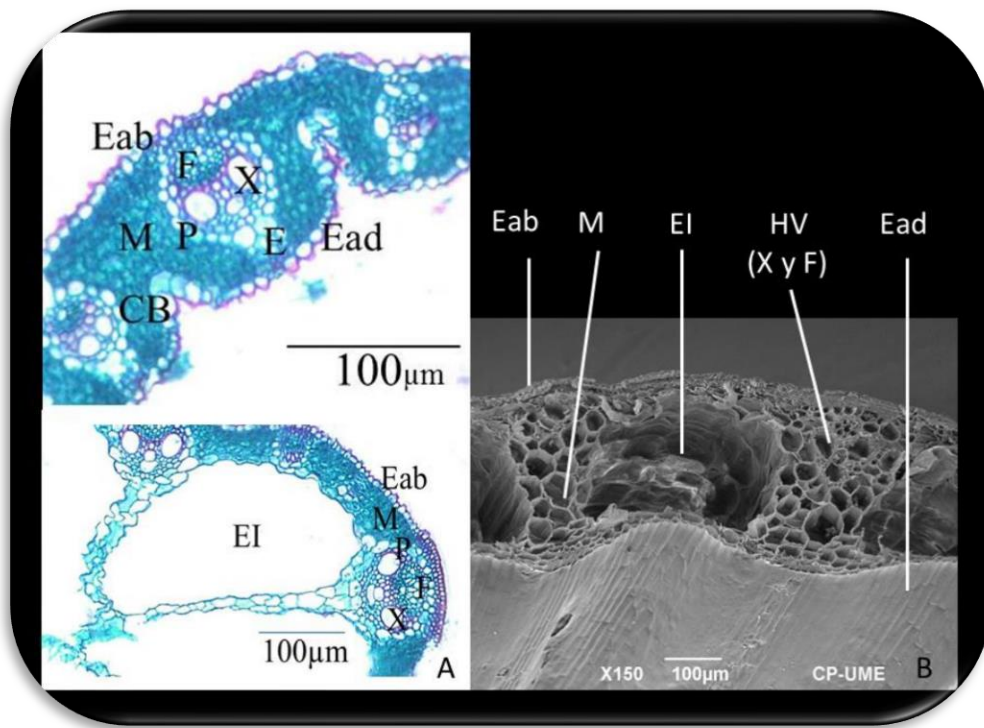 Eab
F
X
M
P
E
Ead
CB
100µm
Eab
M
EI
P
F
X
100µm
A
Eab
M
EI
HV
(X y F)
Ead
X150
100µm
CP-UME
B